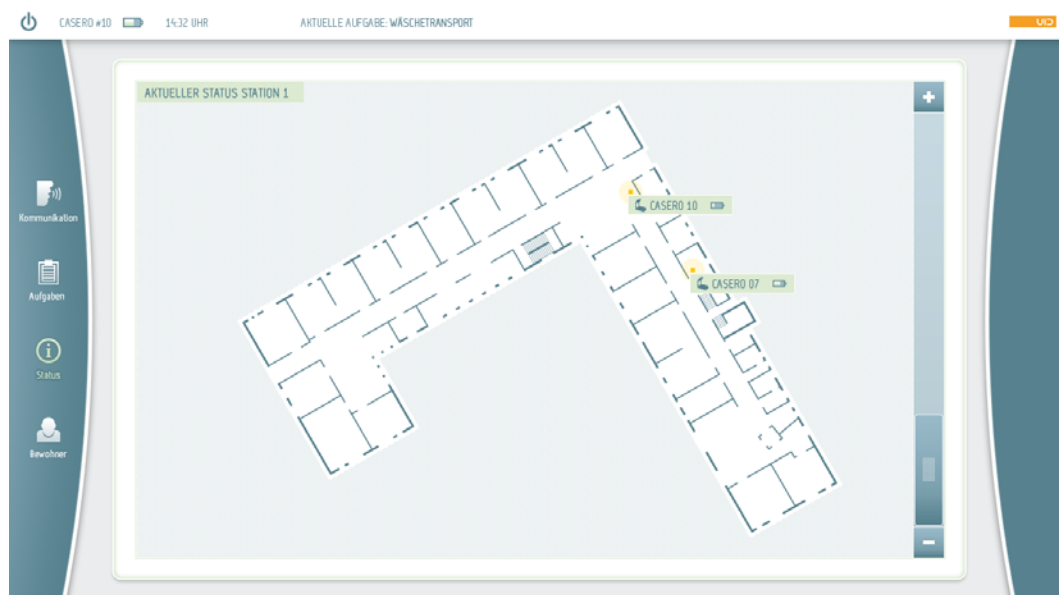 CASERO #10
14:32 UHR
AKTUELLE AUFGABE: WÄSCHETRANSPORT
VID
AKTUELLER STATUS STATION 1
+
Kommunikation
CASERO 10
Aufgaben
CASERO 07
Status
Bewohner
−